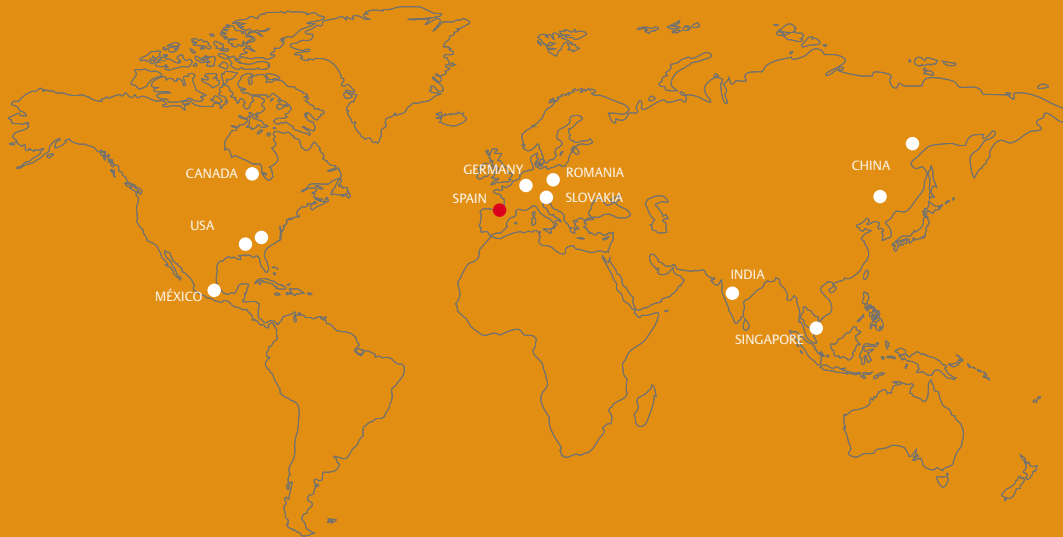 CHINA
GERMANY
ROMANIA
CANADA
SPAIN
SLOVAKIA
USA
INDIA
MÉXICO
SINGAPORE